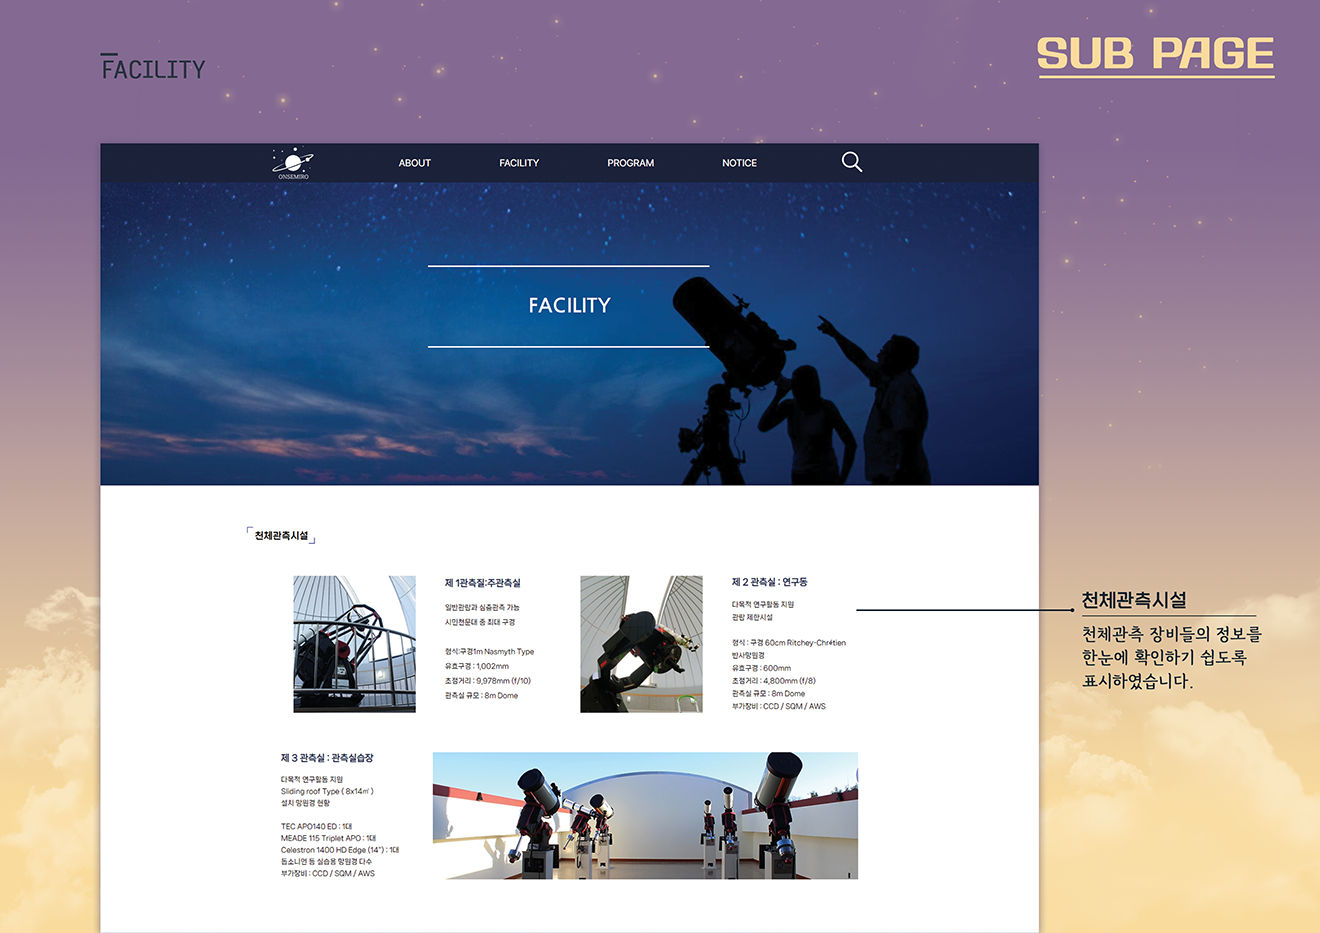 FACILITY
SUB PAGE
ONSEMIRO
ABOUT
FACILITY
PROGRAM
NOTICE
FACILITY
「천체관측시설」
제 1관측질:주관측실
일반관람과 심층관측 가능
시민천문대 중 최대 구경
형식:구경1m Nasmyth Type
유효구경 : 1,002mm
초점거리 : 9,978mm (f/10)
관측실 규모 : 8m Dome
제 2 관측실 : 연구동
다목적 연구활동 지원
관람 제한시설
형식 : 구경 60cm Ritchey-Chrétien
반사망원경
유효구경 : 600mm
초점거리 : 4,800mm (f/8)
관측실 규모 : 8m Dome
부가장비 : CCD / SQM / AWS
천체관측시설
천체관측 장비들의 정보를
한눈에 확인하기 쉽도록
표시하였습니다.
제 3 관측실 : 관측실습장
다목적 연구활동 지원
Sliding roof Type ( 8x14㎡ )
설치 망원경 현황
TEC APO140 ED : 1대
MEADE 115 Triplet APO : 1대
Celestron 1400 HD Edge (14") : 1대
돕소니언 등 실습용 망원경 다수
부가장비 : CCD / SQM / AWS